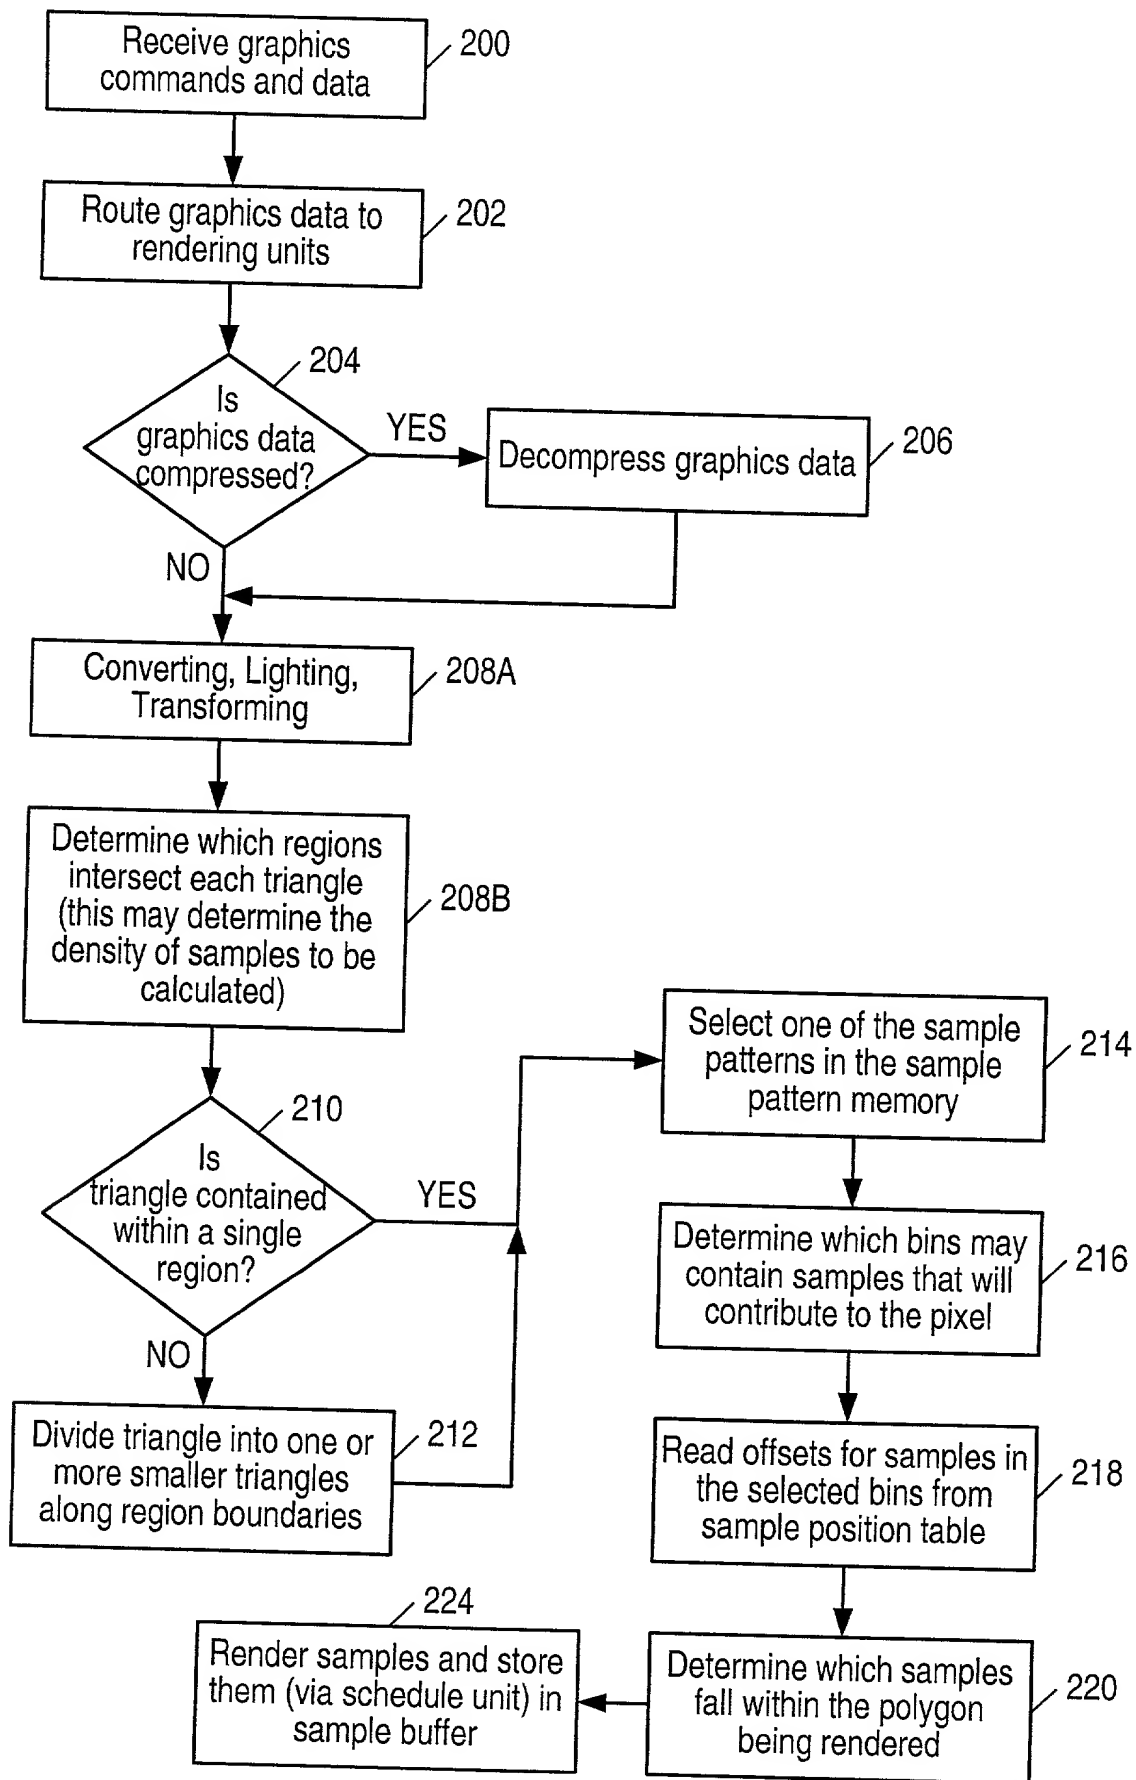 Receive graphics
commands and data
200
Route graphics data to
rendering units
202
204
Is
graphics data
compressed?
YES
Decompress graphics data
206
NO
Converting, Lighting,
Transforming
208A
Determine which regions
intersect each triangle
(this may determine the
density of samples to be
calculated)
208B
210
Is
triangle contained
within a single
region?
YES
NO
Divide triangle into one or
more smaller triangles
along region boundaries
212
Select one of the sample
patterns in the sample
pattern memory
214
Determine which bins may
contain samples that will
contribute to the pixel
216
Read offsets for samples in
the selected bins from
sample position table
218
Determine which samples
fall within the polygon
being rendered
220
224
Render samples and store
them (via schedule unit) in
sample buffer